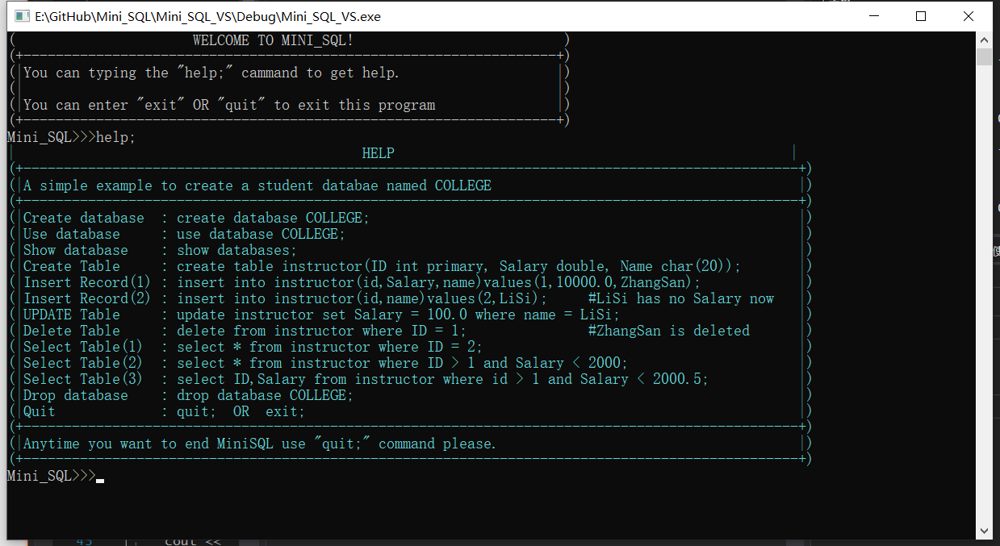 E:\GitHub\Mini_SQL\Mini_SQL_VS\Debug\Mini_SQL_VS.exe
( WELCOME TO MINI_SQL! )
(+------------------------------------------------------------------+)
(|You can typing the "help;" cammand to get help. |)
(| |)
(|You can enter "exit" OR "quit" to exit this program |)
(+------------------------------------------------------------------+)
Mini_SQL>>>help;
| HELP |
(+------------------------------------------------------------------------------------------------+)
(|A simple example to create a student databae named COLLEGE |)
(+------------------------------------------------------------------------------------------------+)
(|Create database : create database COLLEGE; |)
(|Use database : use database COLLEGE; |)
(|Show database : show databases; |)
(|Create Table : create table instructor(ID int primary, Salary double, Name char(20)); |)
(|Insert Record(1) : insert into instructor(id,Salary,name)values(1,10000.0,ZhangSan); |)
(|Insert Record(2) : insert into instructor(id,name)values(2,LiSi); #LiSi has no Salary now |)
(|UPDATE Table : update instructor set Salary = 100.0 where name = LiSi; |)
(|Delete Table : delete from instructor where ID = 1; #ZhangSan is deleted |)
(|Select Table(1) : select * from instructor where ID = 2; |)
(|Select Table(2) : select * from instructor where ID > 1 and Salary < 2000; |)
(|Select Table(3) : select ID,Salary from instructor where id > 1 and Salary < 2000.5; |)
(|Drop database : drop database COLLEGE; |)
(|Quit : quit; OR exit; |)
(+------------------------------------------------------------------------------------------------+)
(|Anytime you want to end MiniSQL use "quit;" command please. |)
(+------------------------------------------------------------------------------------------------+)
Mini_SQL>>>